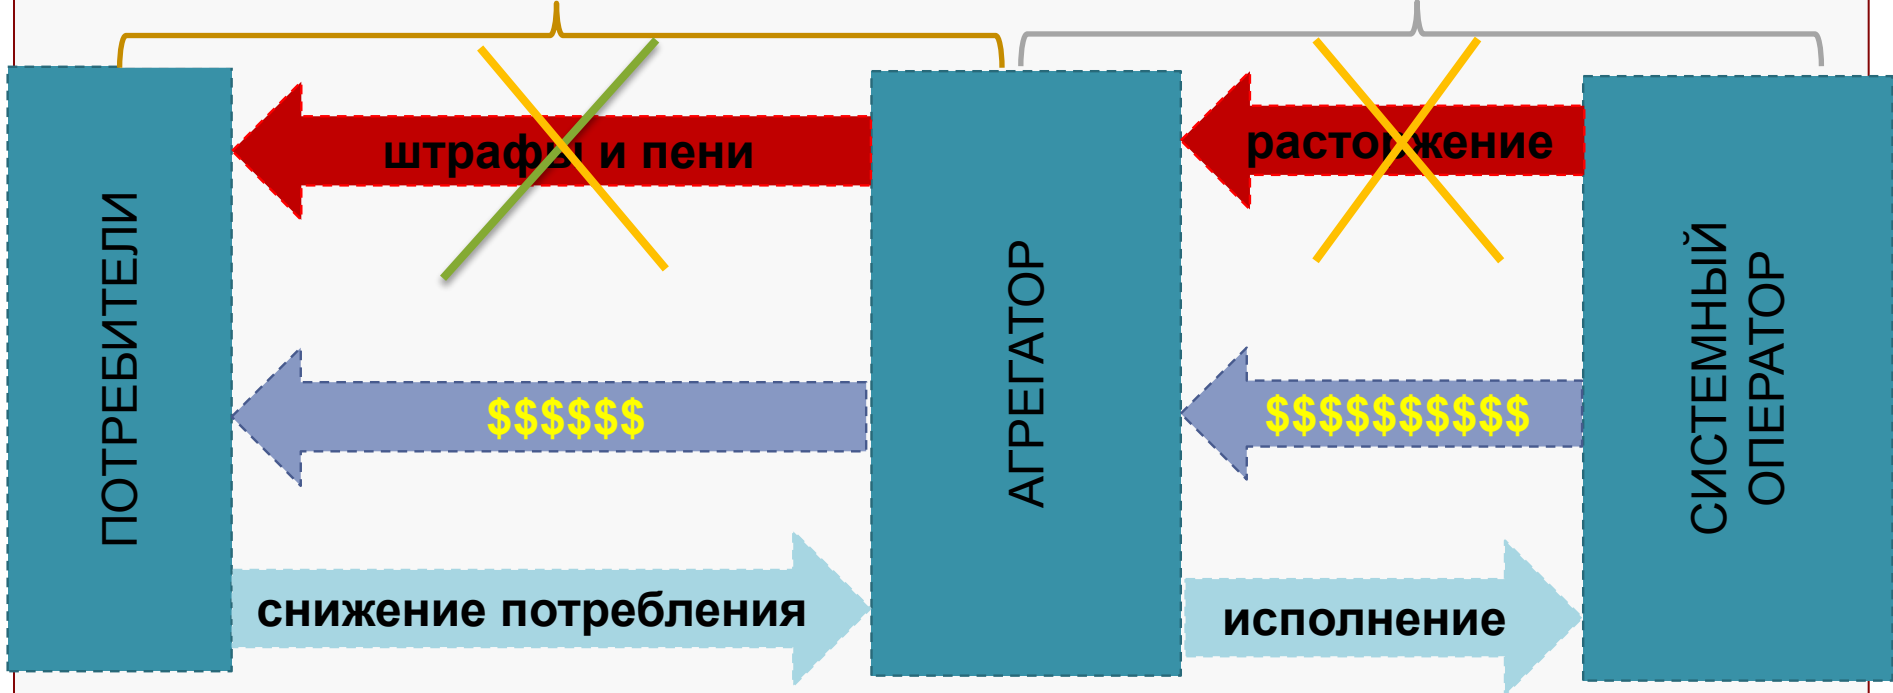 ПОТРЕБИТЕЛИ
штрафы и пени
$$$$$$
снижение потребления
АГРЕГАТОР
расторжение
$$$$$$$$$$
исполнение
СИСТЕМНЫЙ
ОПЕРАТОР